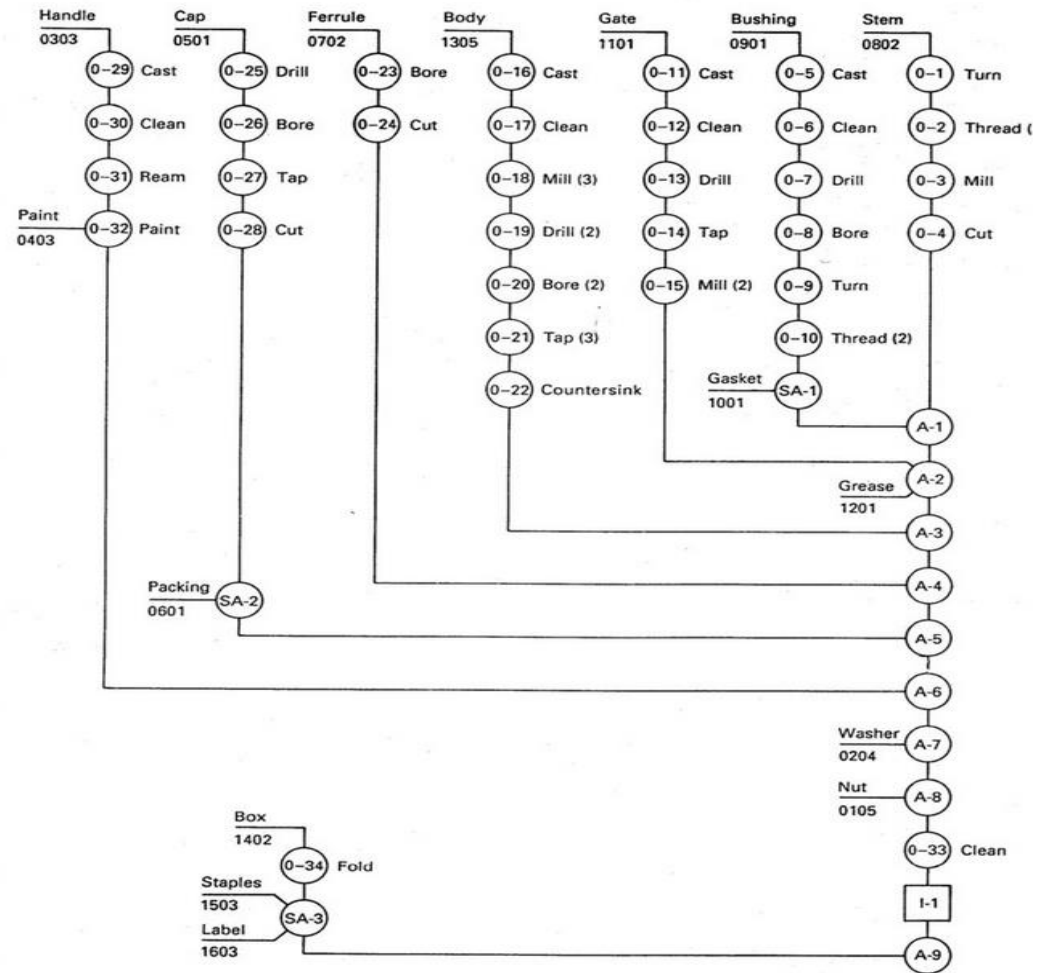 Handle
0303
Cap
0501
Ferrule
0702
Body
1305
Gate
1101
Bushing
0901
Stem
0802
0-29 Cast
0-25 Drill
0-23 Bore
0-16 Cast
0-11 Cast
0-5 Cast
0-1 Turn
0-30 Clean
0-26 Bore
0-24 Cut
0-17 Clean
0-12 Clean
0-6 Clean
0-2 Thread (
0-31 Ream
0-27 Tap
0-18 Mill (3)
0-13 Drill
0-7 Drill
0-3 Mill
Paint
0403
0-32 Paint
0-28 Cut
0-19 Drill (2)
0-14 Tap
0-8 Bore
0-4 Cut
0-20 Bore (2)
0-15 Mill (2)
0-9 Turn
0-21 Tap (3)
0-10 Thread (2)
0-22 Countersink
Gasket
1001
SA-1
A-1
A-2
Grease
1201
A-3
A-4
Packing
0601
SA-2
A-5
A-6
Washer
0204
A-7
Nut
0105
A-8
Box
1402
0-33 Clean
0-34 Fold
Staples
1503
I-1
SA-3
Label
1603
A-9